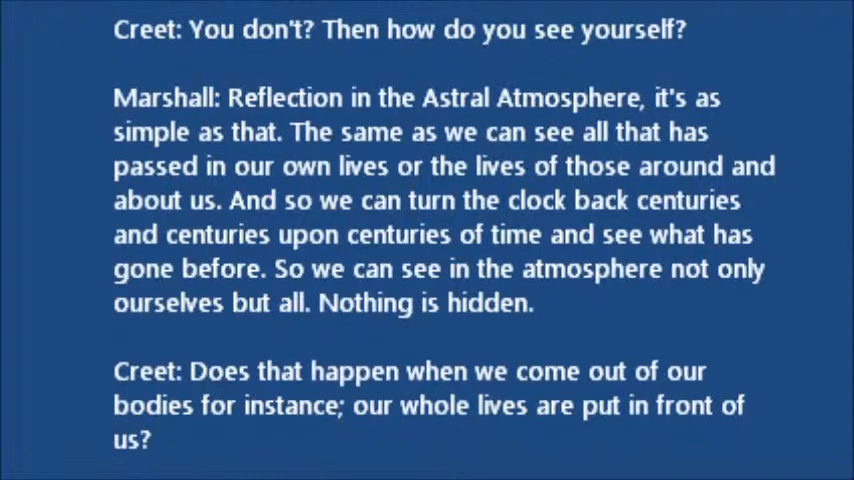 Creet: You don't? Then how do you see yourself?
Marshall: Reflection in the Astral Atmosphere, it's as
simple as that. The same as we can see all that has
passed in our own lives or the lives of those around and
about us. And so we can turn the clock back centuries
and centuries upon centuries of time and see what has
gone before. So we can see in the atmosphere not only
ourselves but all. Nothing is hidden.
Creet: Does that happen when we come out of our
bodies for instance; our whole lives are put in front of
us?